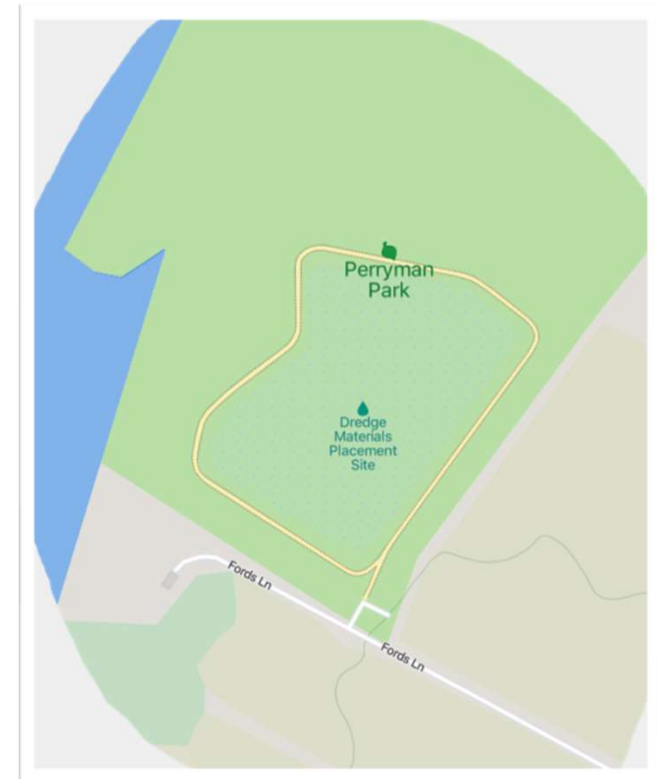 Perryman
Park
Dredge
Materials
Placement
Site
Fords Ln
Fords Ln